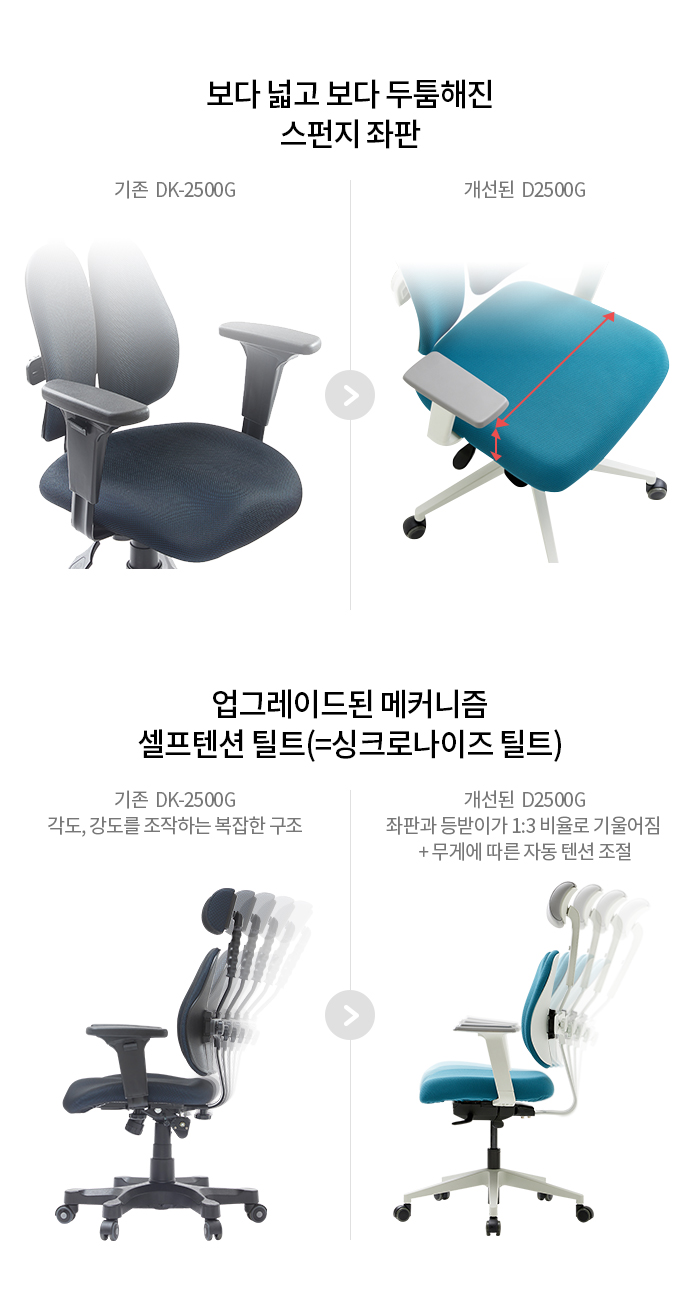 보다 넓고 보다 두툼해진
스펀지 좌판
기존 DK-2500G
개선된 D2500G
업그레이드된 메커니즘
셀프텐션 틸트(=싱크로나이즈 틸트)
기존 DK-2500G
각도, 강도를 조작하는 복잡한 구조
개선된 D2500G
좌판과 등받이가 1:3 비율로 기울어짐
+ 무게에 따른 자동 텐션 조절